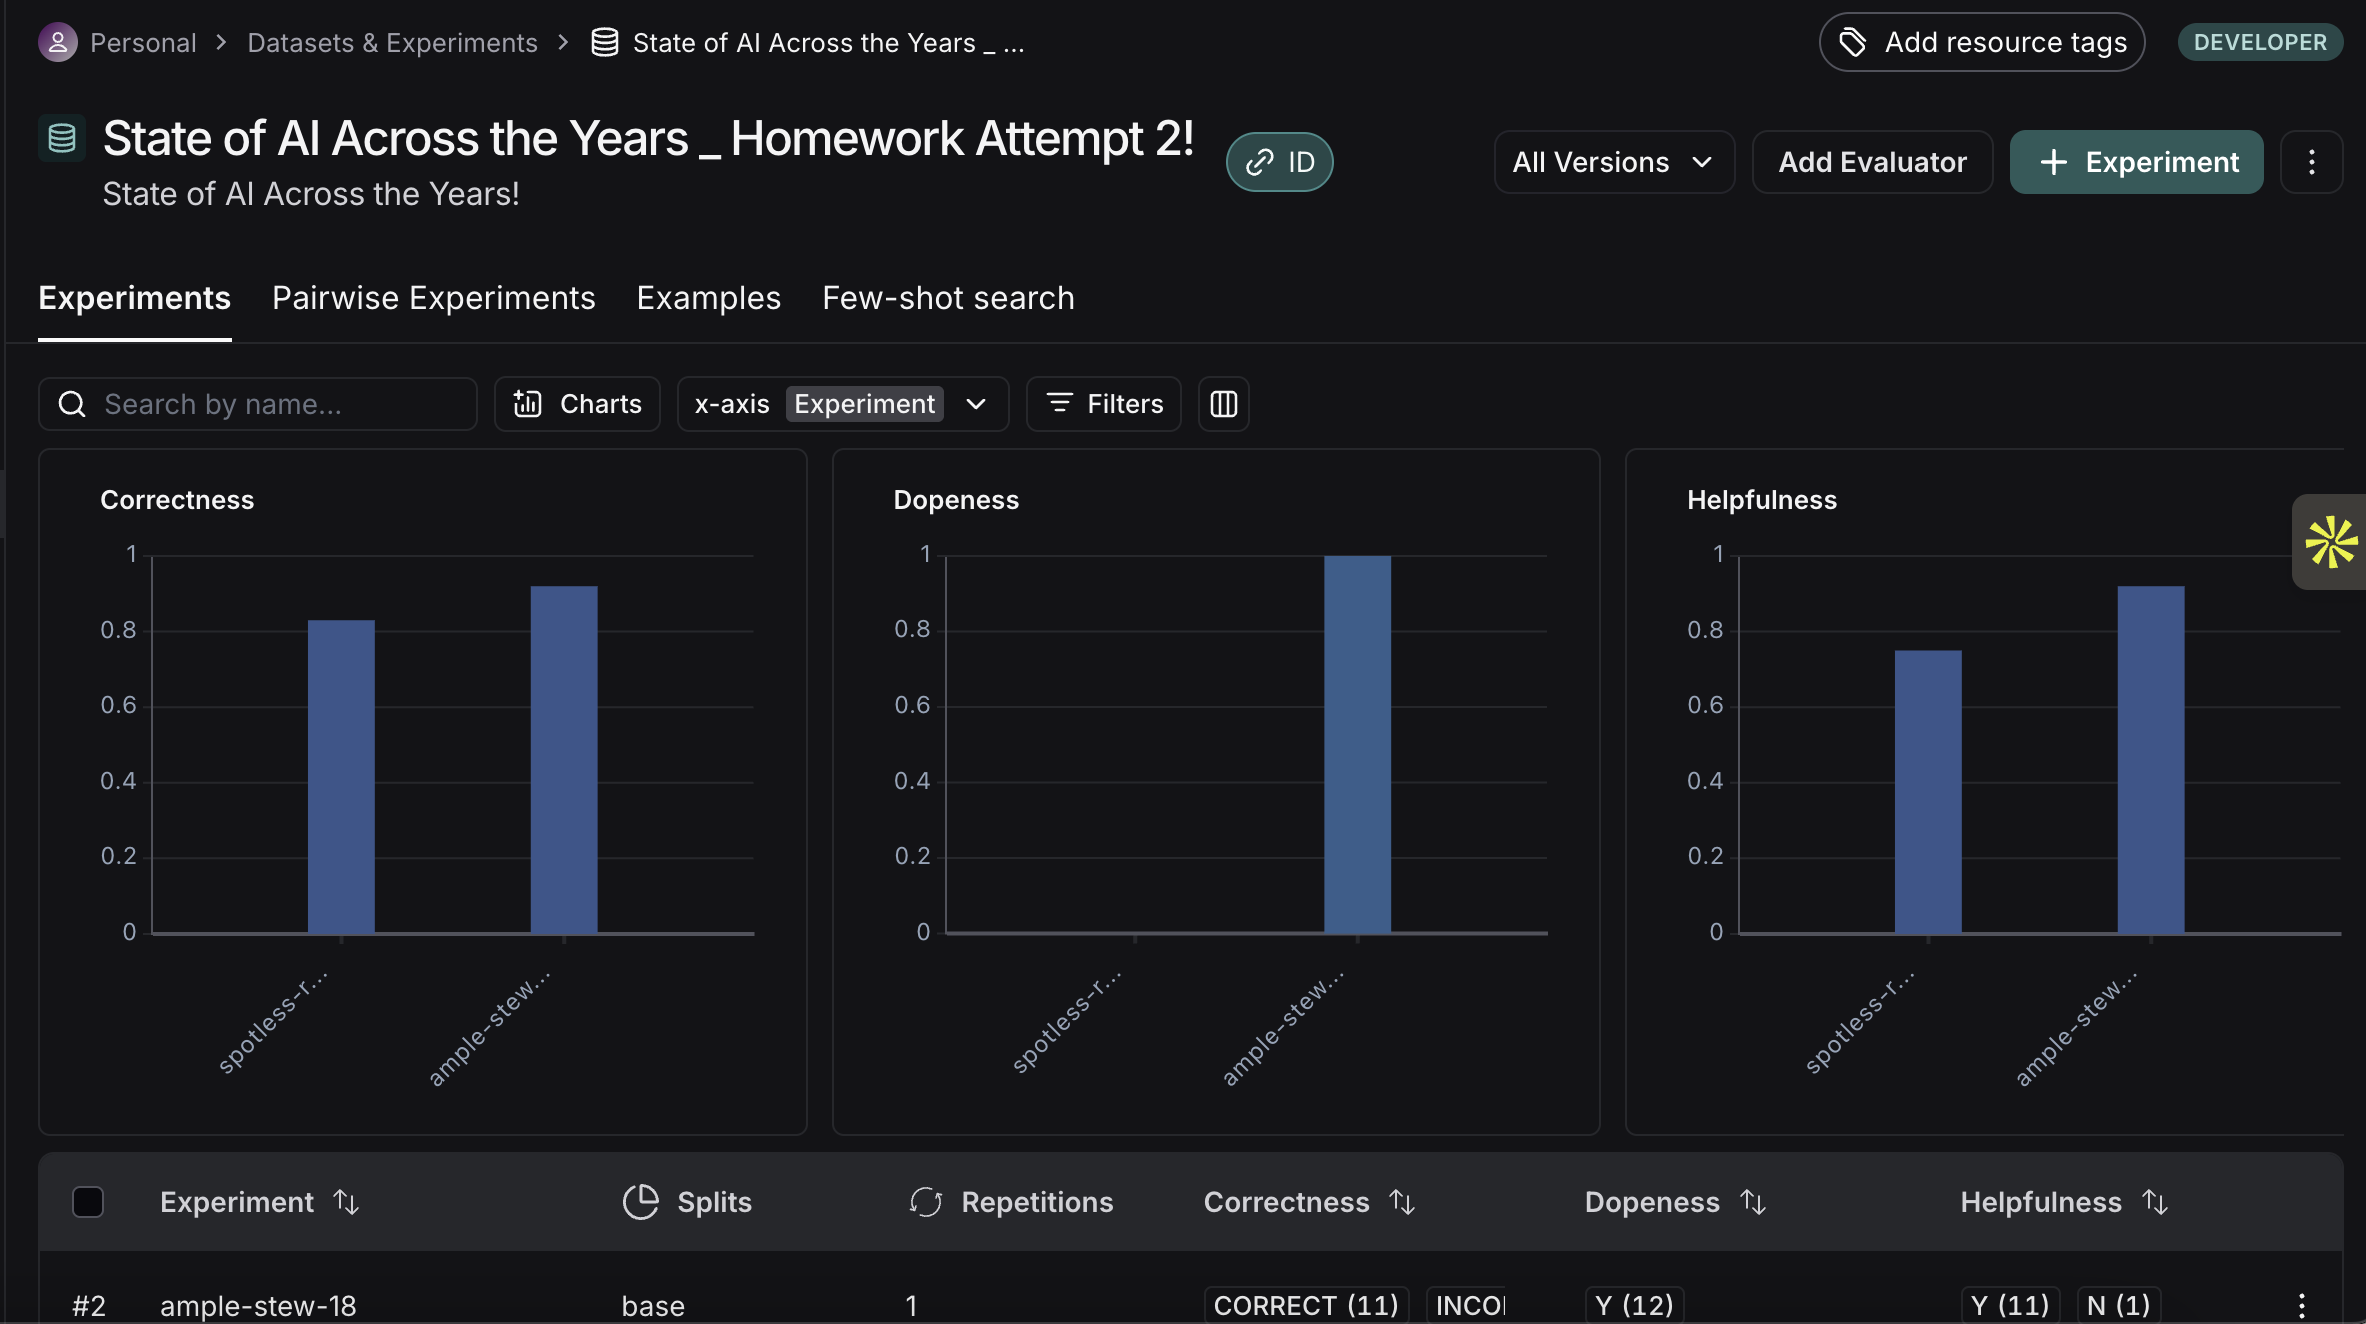 Personal > Datasets & Experiments > State of AI Across the Years _ ...
Add resource tags
DEVELOPER
State of AI Across the Years _ Homework Attempt 2!
State of AI Across the Years!
ID
All Versions
Add Evaluator
+ Experiment
Experiments
Pairwise Experiments
Examples
Few-shot search
Search by name...
Charts
x-axis Experiment
Filters
Correctness
1
0.8
0.6
0.4
0.2
0
spotless-r...
ample-stew...
Dopeness
1
0.8
0.6
0.4
0.2
0
spotless-r...
ample-stew...
Helpfulness
1
0.8
0.6
0.4
0.2
0
spotless-r...
ample-stew...
Experiment
Splits
Repetitions
Correctness
Dopeness
Helpfulness
#2
ample-stew-18
base
1
CORRECT (11)
Y (12)
Y (11)
N (1)